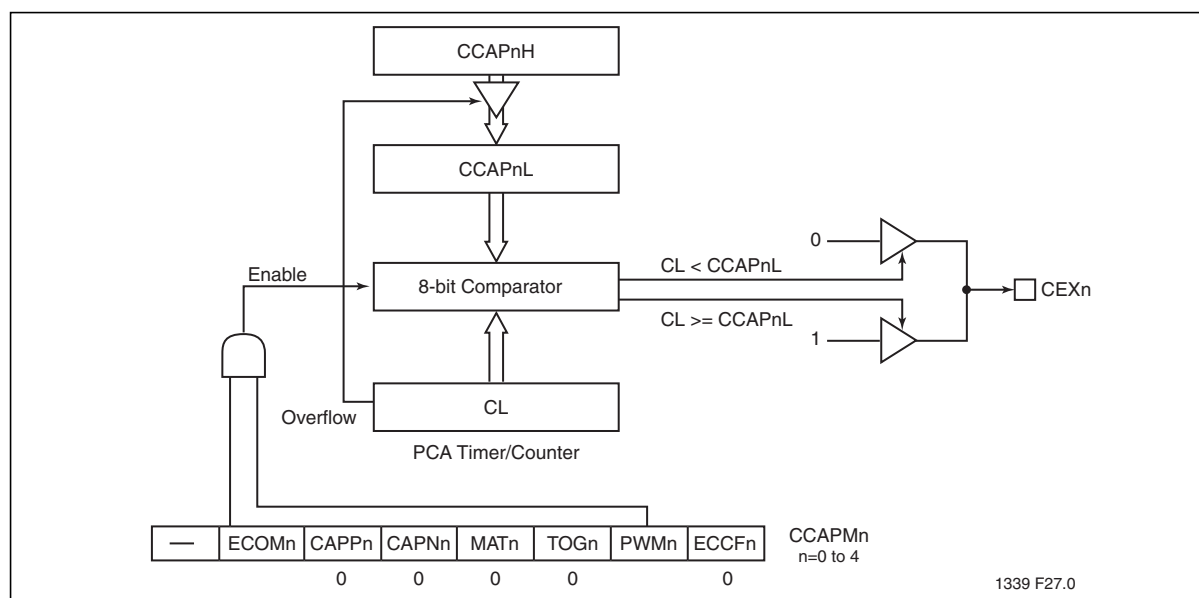 CCAPnH
CCAPnL
0
CL < CCAPnL
Enable
8-bit Comparator
CEXn
CL >= CCAPnL
1
CL
Overflow
PCA Timer/Counter
— ECOMn CAPPn CAPNn MATn TOGn PWMn ECCFn CCAPMn
n=0 to 4
0 0 0 0 0
1339 F27.0